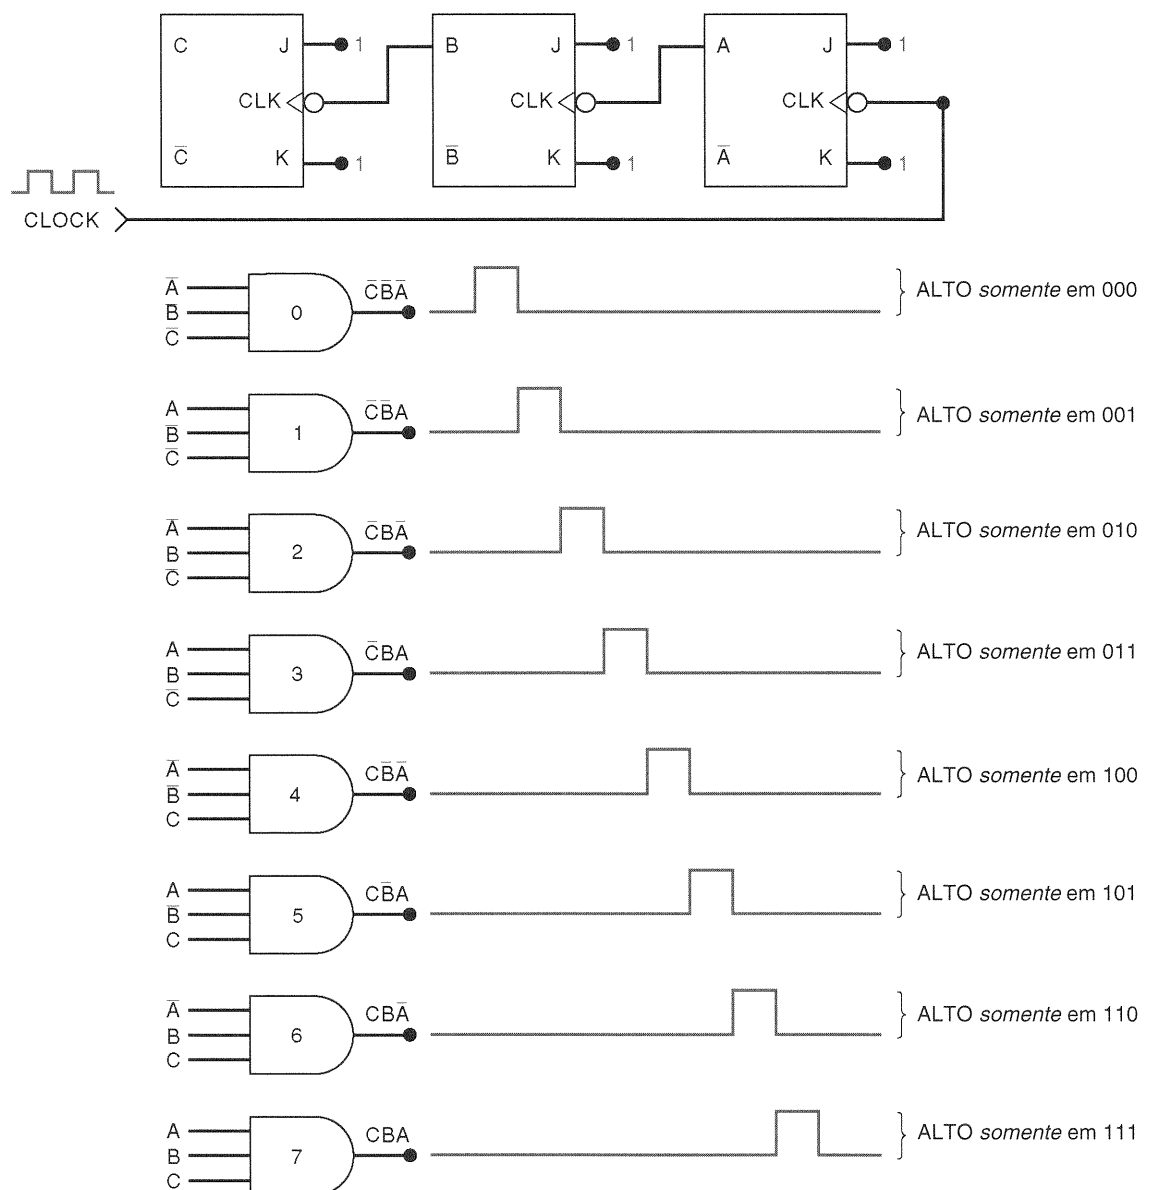 C J 1 B J 1 A J 1
CLK CLK CLK
C̅ K 1 B̅ K 1 A̅ K 1
CLOCK
A̅
B̅
C̅
0
C̅B̅A̅
ALTO somente em 000
A
B̅
C̅
1
C̅B̅A
ALTO somente em 001
A̅
B
C̅
2
C̅BA̅
ALTO somente em 010
A
B
C̅
3
C̅BA
ALTO somente em 011
A̅
B̅
C
4
CB̅A̅
ALTO somente em 100
A
B̅
C
5
CB̅A
ALTO somente em 101
A̅
B
C
6
CBA̅
ALTO somente em 110
A
B
C
7
CBA
ALTO somente em 111